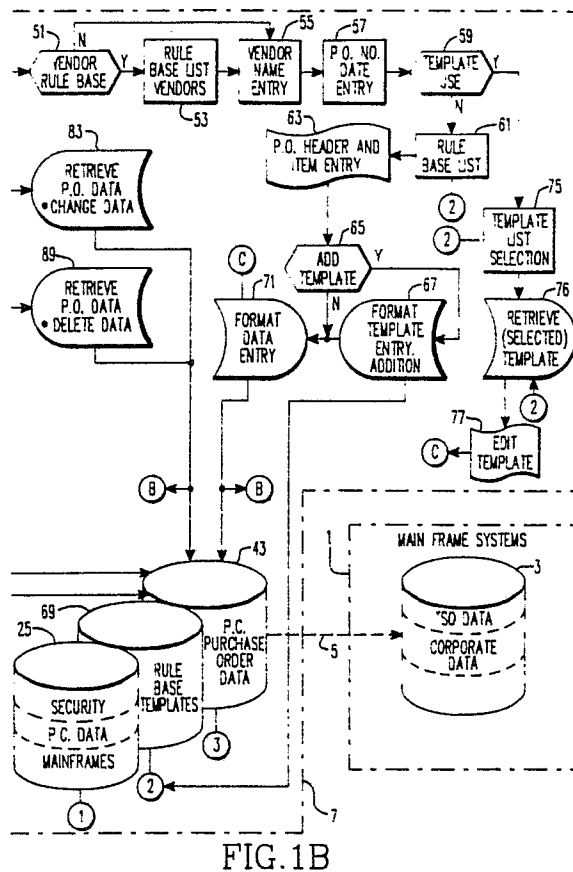 51
N
VENDOR
RULE BASE
Y
RULE
BASE LIST
VENDORS
53
55
VENDOR
NAME
ENTRY
57
P.O. NO.
DATE
ENTRY
59
TEMPLATE
USE
Y
N
63
P.O. HEADER AND
ITEM ENTRY
61
RULE
BASE LIST
2
83
RETRIEVE
P.O. DATA
• CHANGE DATA
75
TEMPLATE
LIST
SELECTION
2
89
RETRIEVE
P.O. DATA
• DELETE DATA
65
ADD
TEMPLATE
Y
N
C
71
FORMAT
DATA
ENTRY
67
FORMAT
TEMPLATE
ENTRY.
ADDITION
76
RETRIEVE
(SELECTED)
TEMPLATE
2
77
EDIT
TEMPLATE
C
B
B
1
MAIN FRAME SYSTEMS
3
TSO DATA
CORPORATE
DATA
43
P.C.
PURCHASE
ORDER
DATA
5
69
RULE
BASE
TEMPLATES
25
SECURITY
P.C. DATA
MAINFRAMES
3
2
1
7
FIG.1B